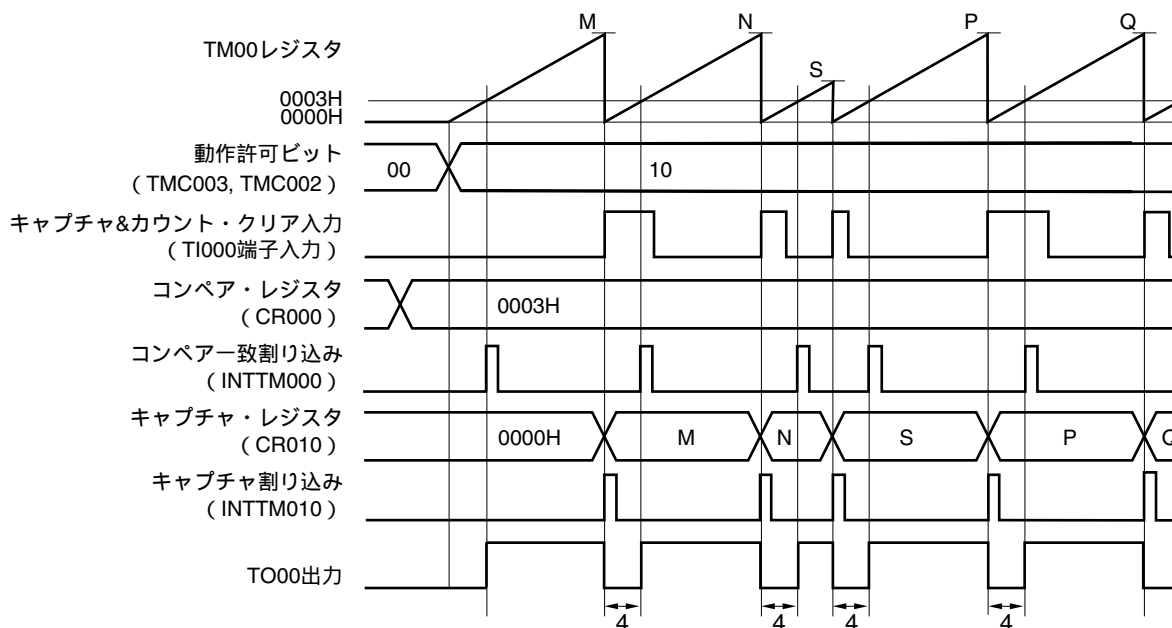 M N S P Q
TM00レジスタ
0003H
0000H
動作許可ビット
（TMC003, TMC002）
00 10
キャプチャ&カウント・クリア入力
（TI000端子入力）
コンペア・レジスタ
（CR000）
0003H
コンペア一致割り込み
（INTTM000）
キャプチャ・レジスタ
（CR010）
0000H M N S P Q
キャプチャ割り込み
（INTTM010）
TO00出力
4 4 4 4